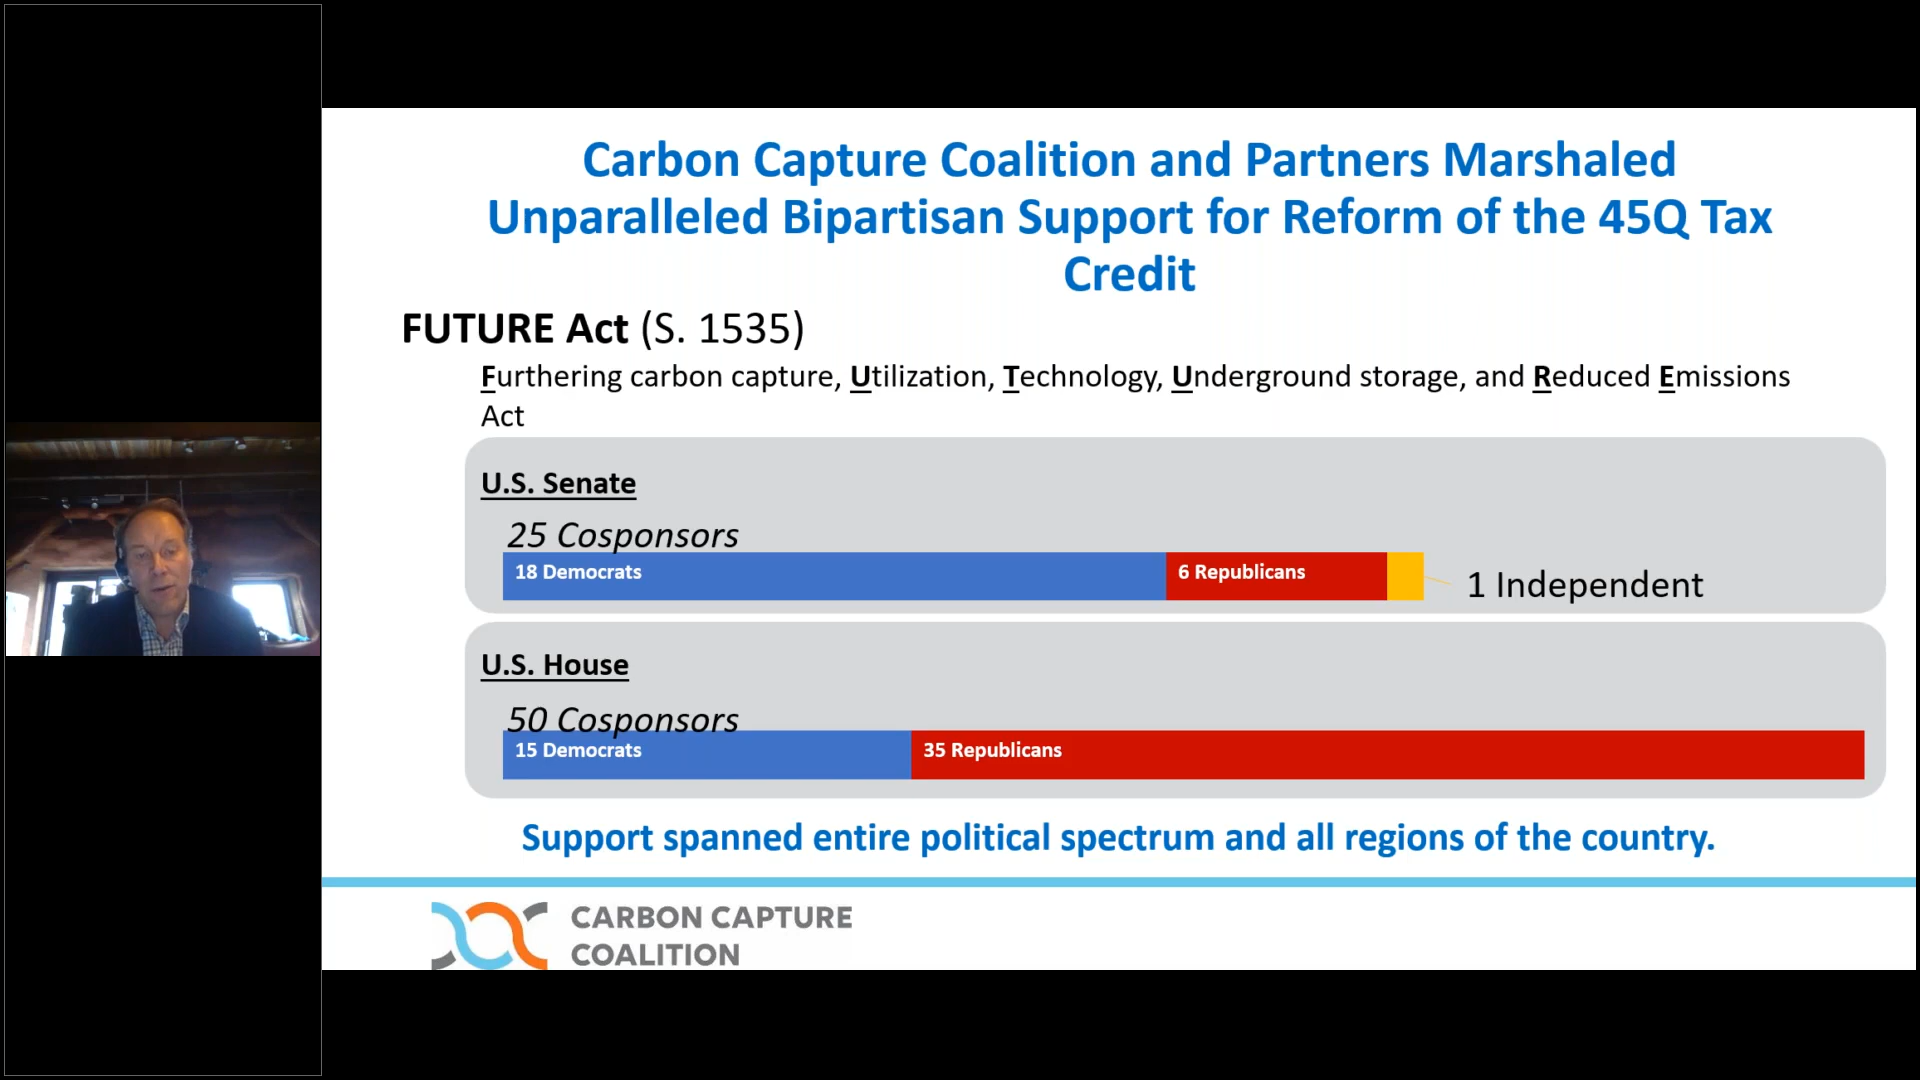 Carbon Capture Coalition and Partners Marshaled
Unparalleled Bipartisan Support for Reform of the 45Q Tax
Credit
FUTURE Act (S. 1535)
Furthering carbon capture, Utilization, Technology, Underground storage, and Reduced Emissions
Act
U.S. Senate
25 Cosponsors
18 Democrats
6 Republicans
1 Independent
U.S. House
50 Cosponsors
15 Democrats
35 Republicans
Support spanned entire political spectrum and all regions of the country.
CARBON CAPTURE
COALITION